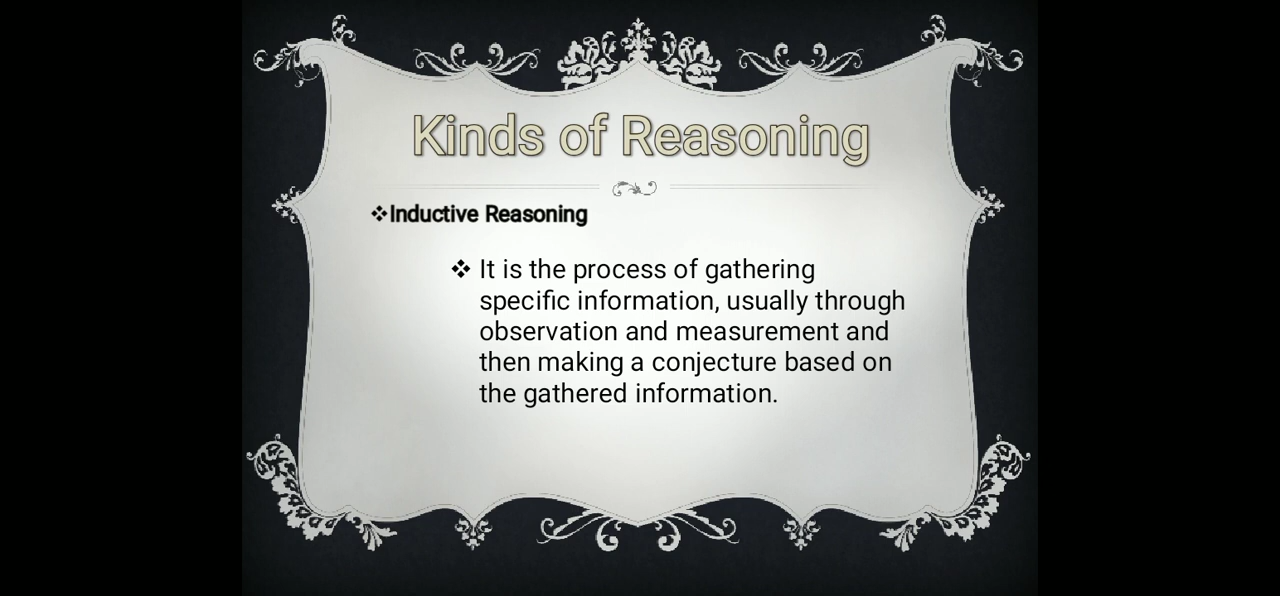 Kinds of Reasoning
❖Inductive Reasoning
❖ It is the process of gathering
specific information, usually through
observation and measurement and
then making a conjecture based on
the gathered information.